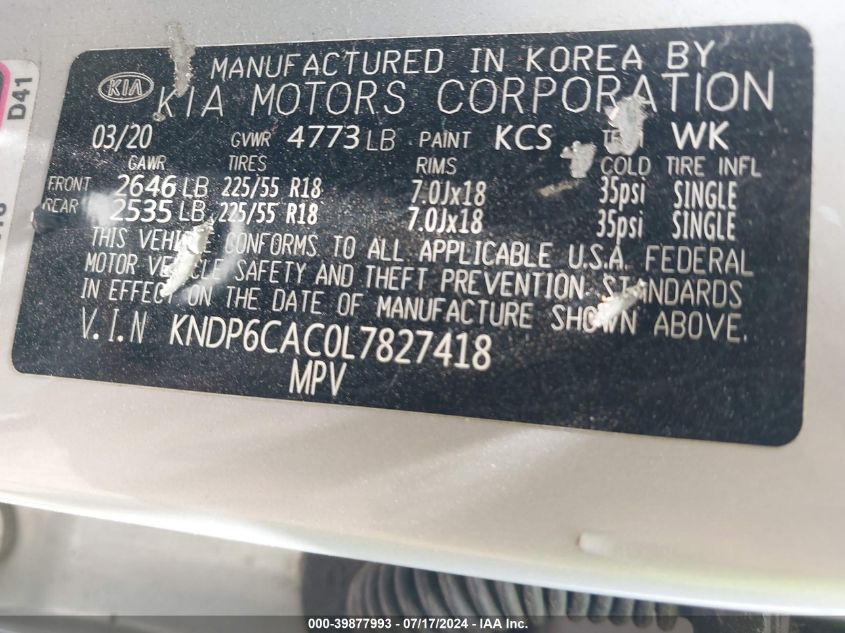 MANUFACTURED IN KOREA BY
KIA KIA MOTORS CORPORATION
03/20 GVWR 4773 LB PAINT KCS WK
GAWR TIRES RIMS COLD TIRE INFL
FRONT 2646 LB 225/55 R18 7.0Jx18 35psi SINGLE
REAR 2535 LB 225/55 R18 7.0Jx18 35psi SINGLE
THIS VEHICLE CONFORMS TO ALL APPLICABLE U.S.A. FEDERAL
MOTOR VEHICLE SAFETY AND THEFT PREVENTION STANDARDS
IN EFFECT ON THE DATE OF MANUFACTURE SHOWN ABOVE.
V.I.N KNDP6CAC0L7827418
MPV
D41
000-39877993 / 07/17/2024 / IAA Inc.